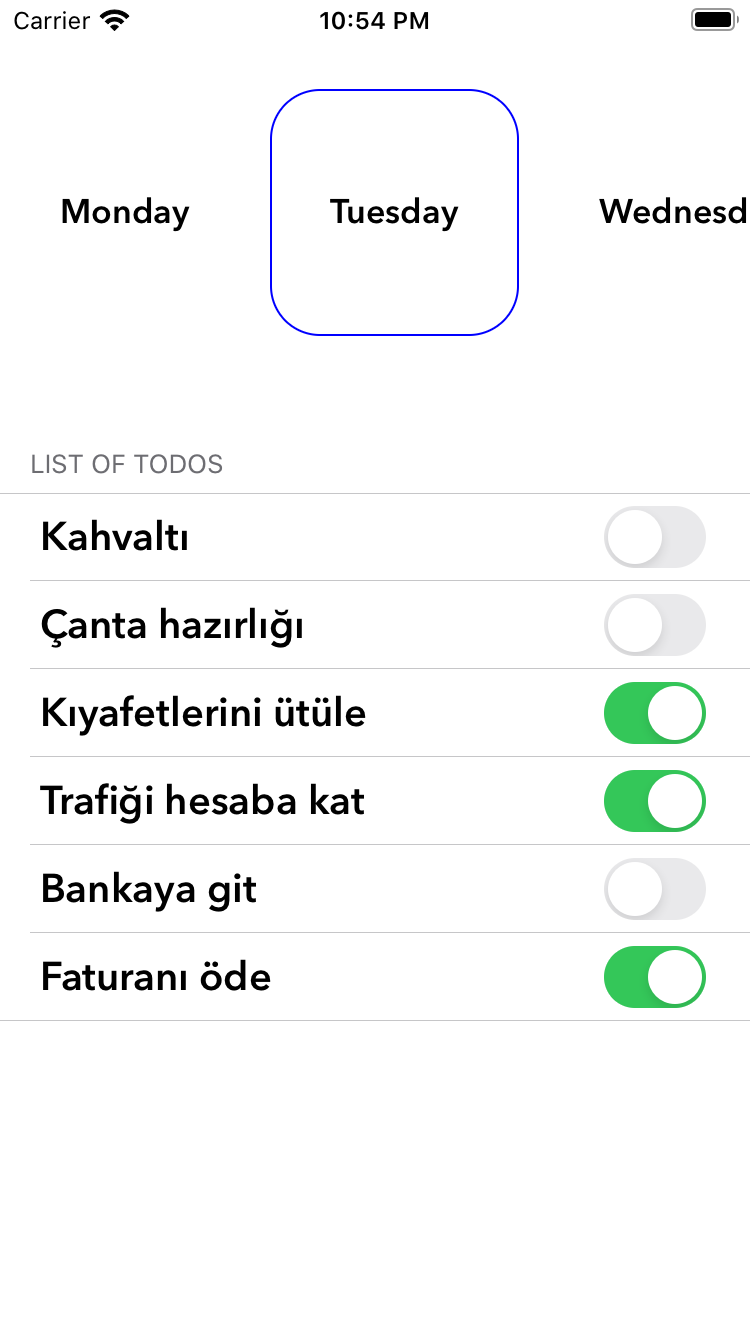 Carrier 10:54 PM
Monday Tuesday Wednesd
LIST OF TODOS
Kahvaltı
Çanta hazırlığı
Kıyafetlerini ütüle
Trafiği hesaba kat
Bankaya git
Faturanı öde